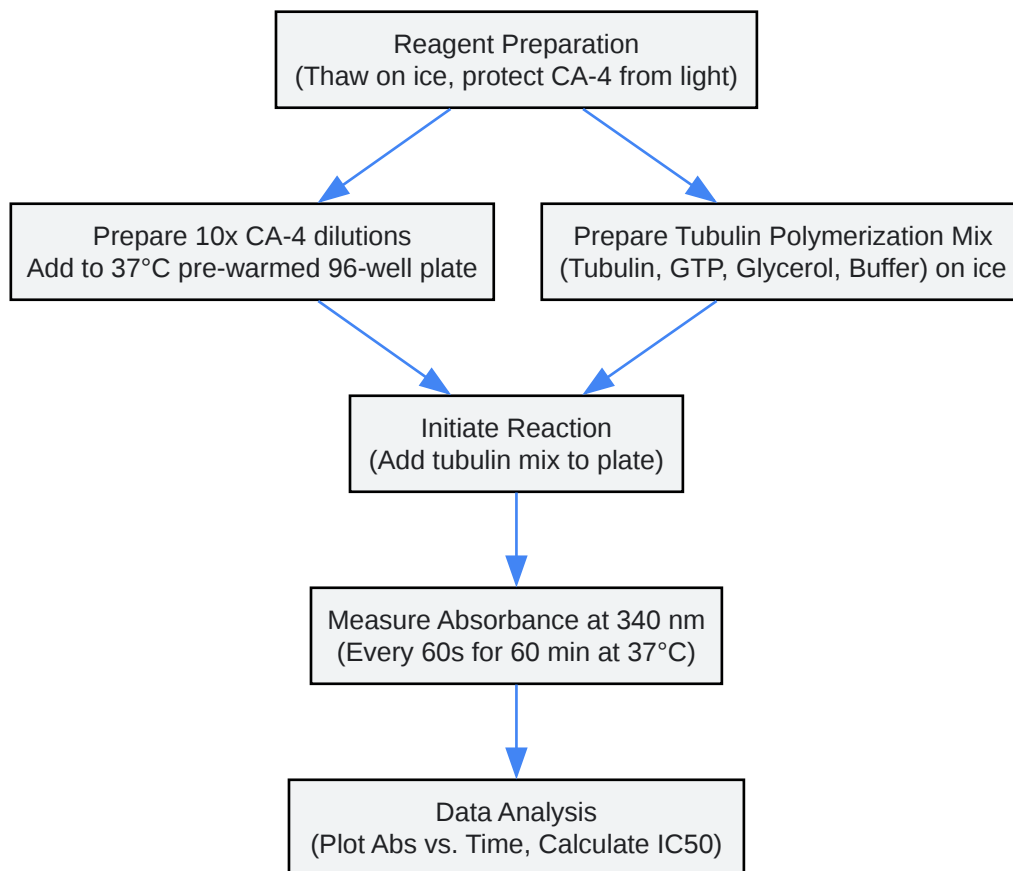 Reagent Preparation
(Thaw on ice, protect CA-4 from light)
Prepare 10x CA-4 dilutions
Add to 37°C pre-warmed 96-well plate
Prepare Tubulin Polymerization Mix
(Tubulin, GTP, Glycerol, Buffer) on ice
Initiate Reaction
(Add tubulin mix to plate)
Measure Absorbance at 340 nm
(Every 60s for 60 min at 37°C)
Data Analysis
(Plot Abs vs. Time, Calculate IC50)